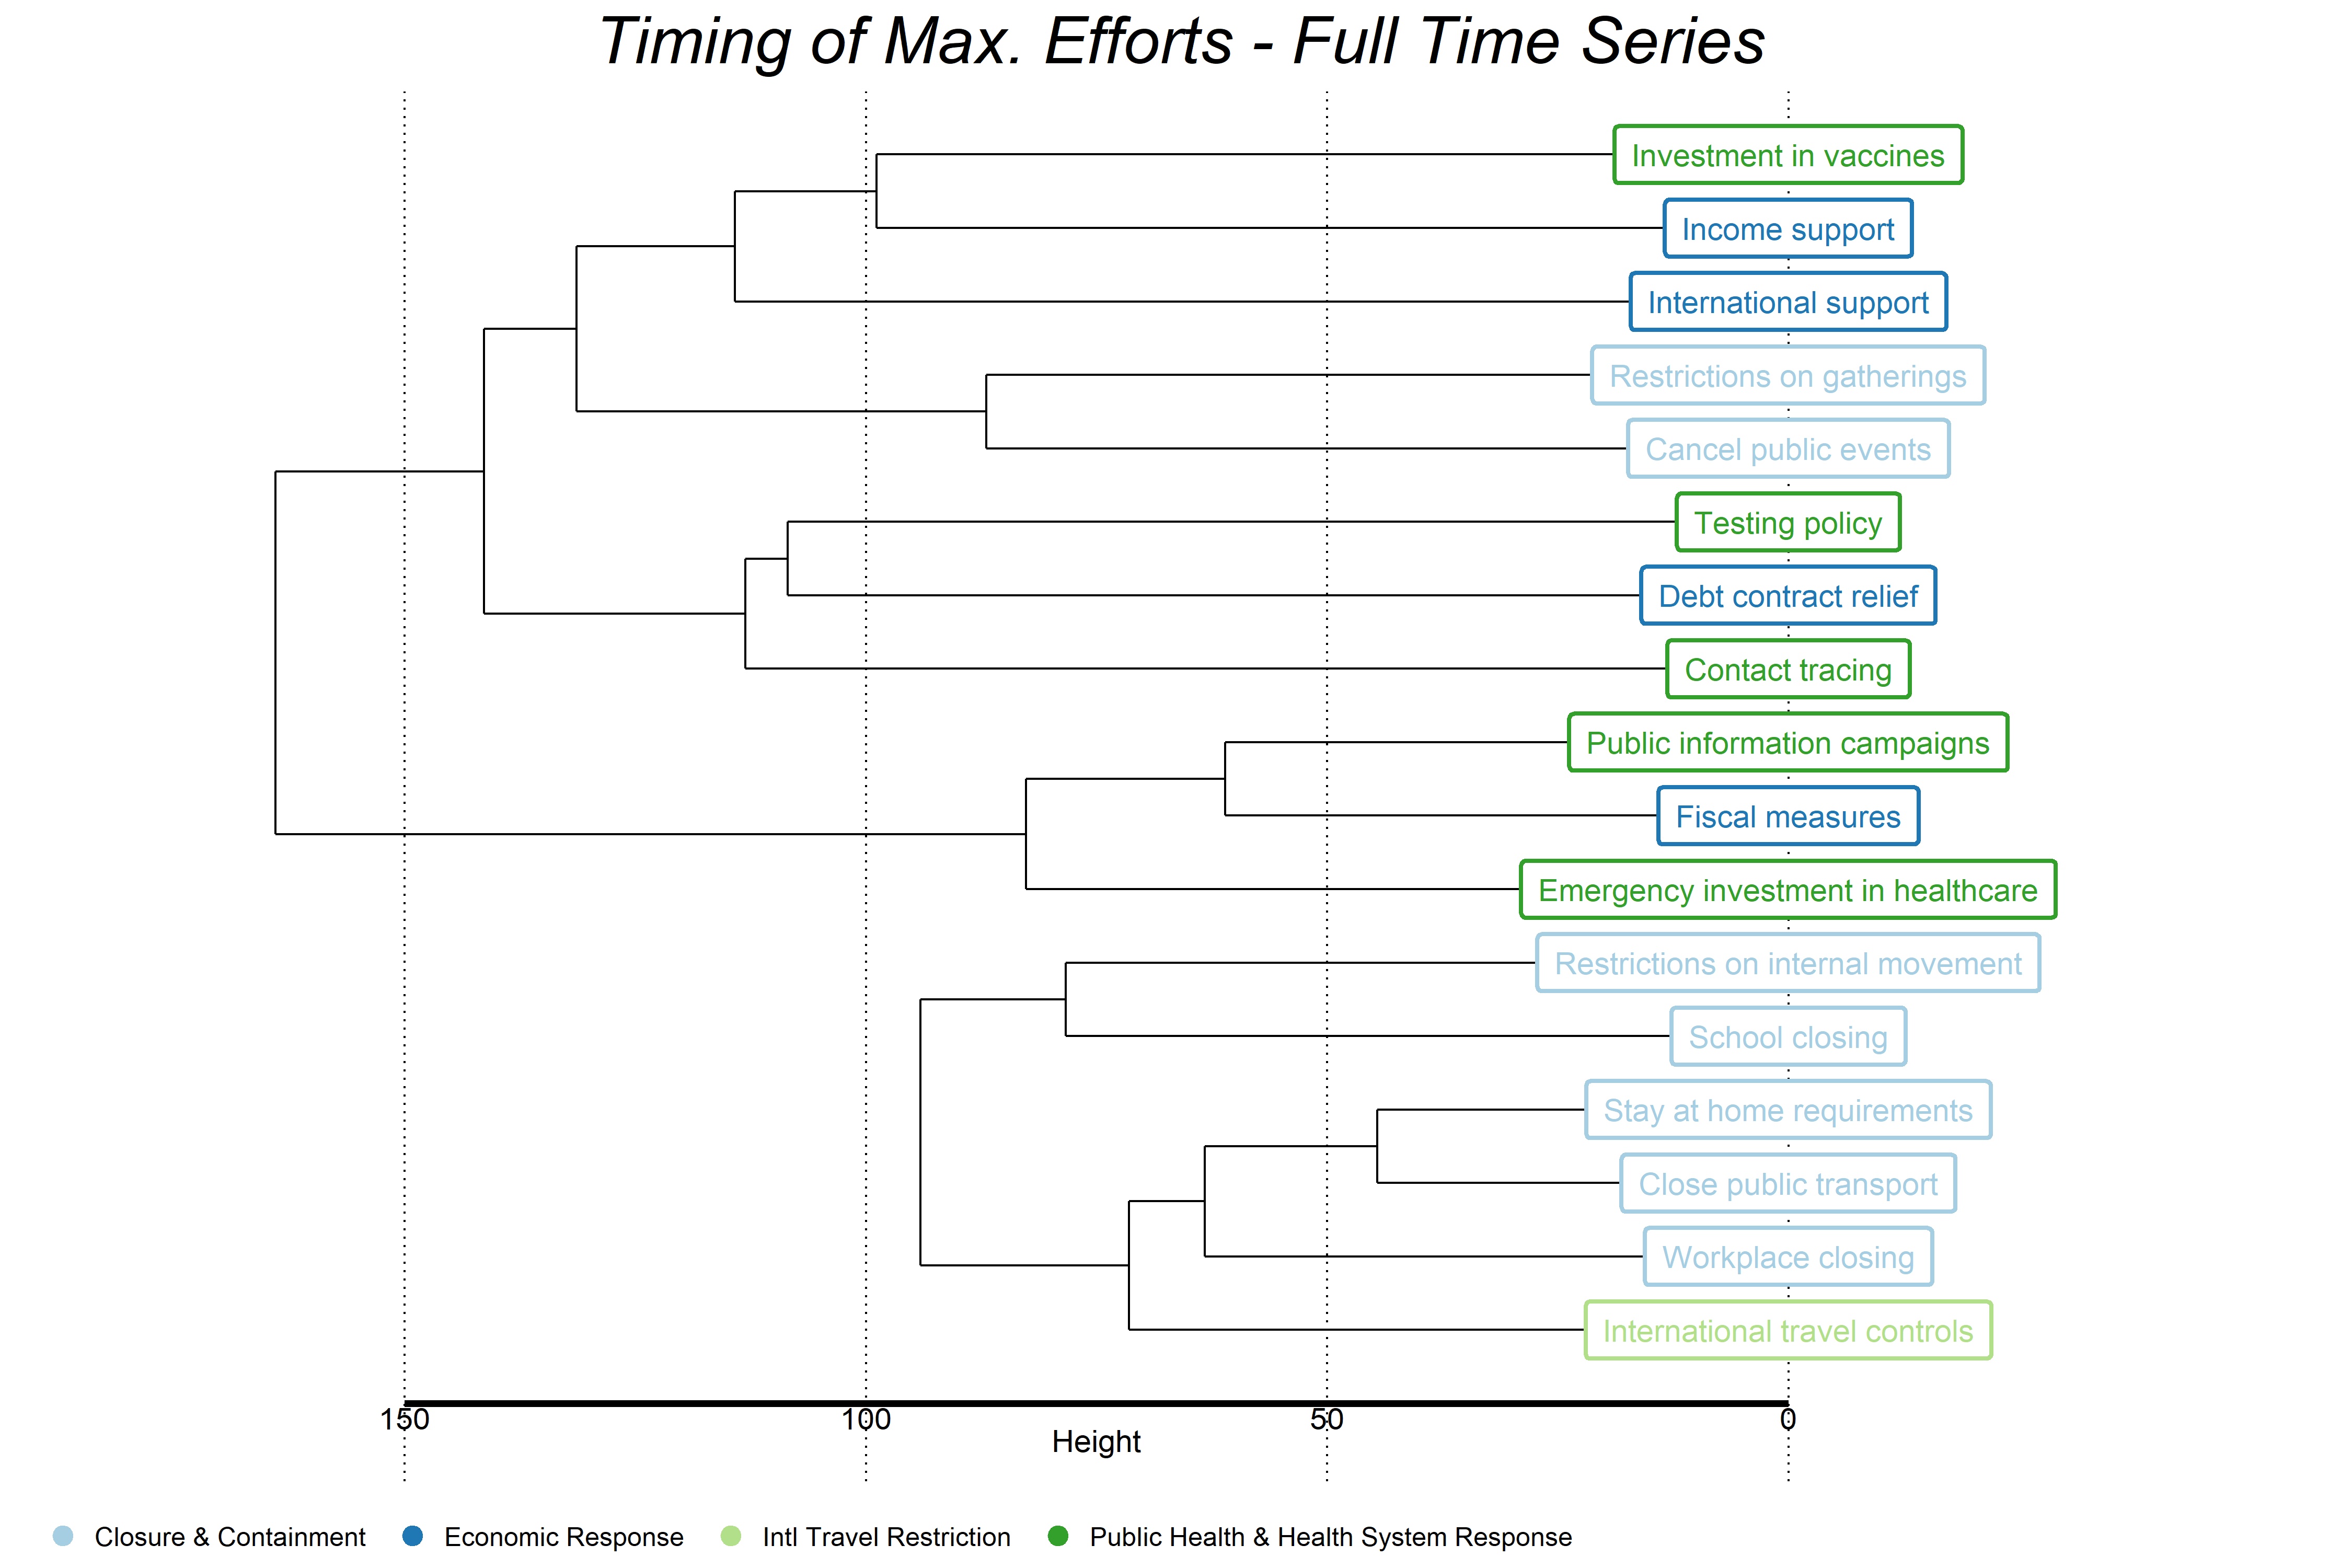 Timing of Max. Efforts - Full Time Series
Investment in vaccines
Income support
International support
Restrictions on gatherings
Cancel public events
Testing policy
Debt contract relief
Contact tracing
Public information campaigns
Fiscal measures
Emergency investment in healthcare
Restrictions on internal movement
School closing
Stay at home requirements
Close public transport
Workplace closing
International travel controls
150 100 50 0
Height
Closure & Containment Economic Response Intl Travel Restriction Public Health & Health System Response